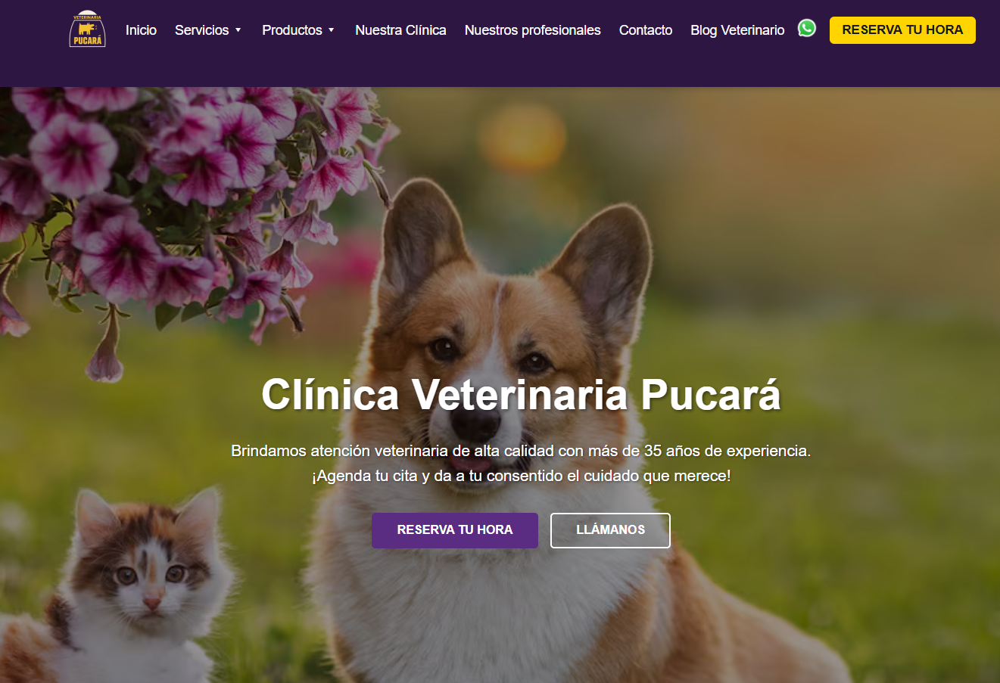 VETERINARIA
PUCARÁ
Inicio
Servicios
Productos
Nuestra Clínica
Nuestros profesionales
Contacto
Blog Veterinario
RESERVA TU HORA
Clínica Veterinaria Pucará
Brindamos atención veterinaria de alta calidad con más de 35 años de experiencia.
¡Agenda tu cita y da a tu consentido el cuidado que merece!
RESERVA TU HORA
LLÁMANOS